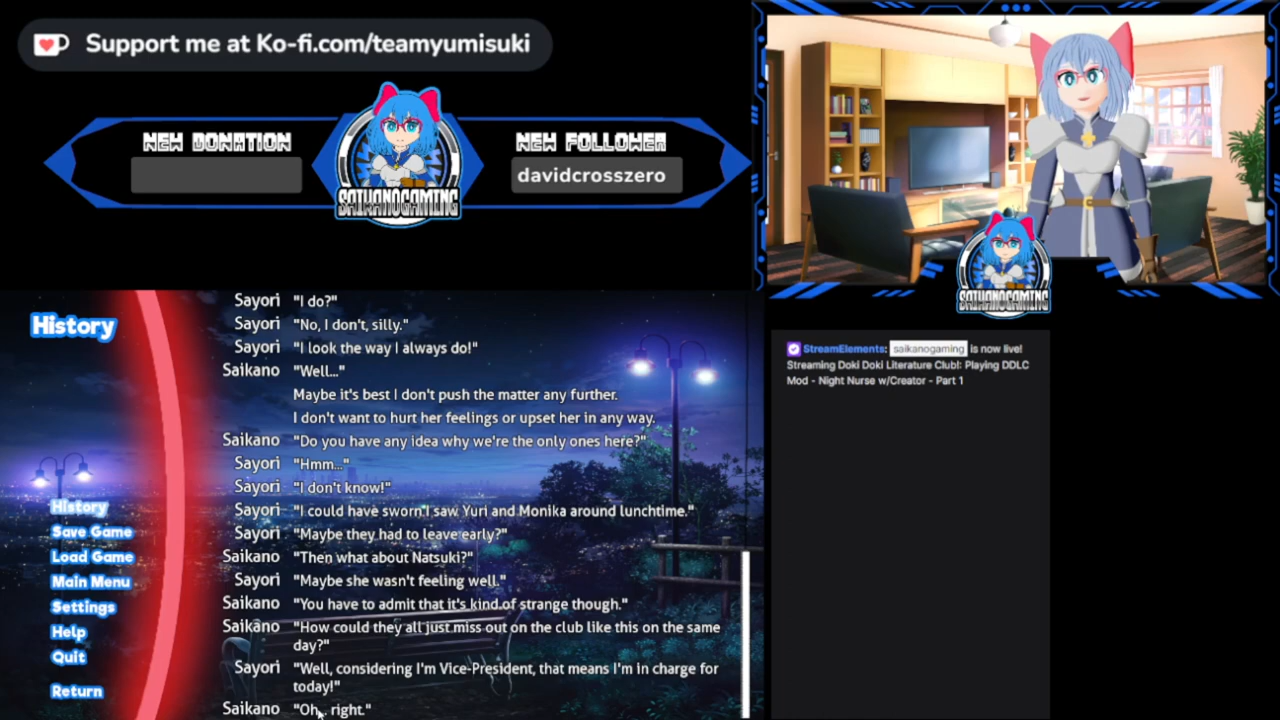 Support me at Ko-fi.com/teamyumisuki
NEW DONATION
NEW FOLLOWER
davidcrosszero
SAIKANOGAMING
SAIKANOGAMING
StreamElements: saikanogaming is now live!
Streaming Doki Doki Literature Club!: Playing DDLC
Mod - Night Nurse w/Creator - Part 1
History
Sayori "I do?"
Sayori "No, I don't, silly."
Sayori "I look the way I always do!"
Saikano "Well..."
Maybe it's best I don't push the matter any further.
I don't want to hurt her feelings or upset her in any way.
Saikano "Do you have any idea why we're the only ones here?"
Sayori "Hmm..."
Sayori "I don't know!"
Sayori "I could have sworn I saw Yuri and Monika around lunchtime."
Sayori "Maybe they had to leave early?"
Saikano "Then what about Natsuki?"
Sayori "Maybe she wasn't feeling well."
Saikano "You have to admit that it's kind of strange though."
Saikano "How could they all just miss out on the club like this on the same
day?"
Sayori "Well, considering I'm Vice-President, that means I'm in charge for
today!"
Saikano "Oh.. right."
History
Save Game
Load Game
Main Menu
Settings
Help
Quit
Return